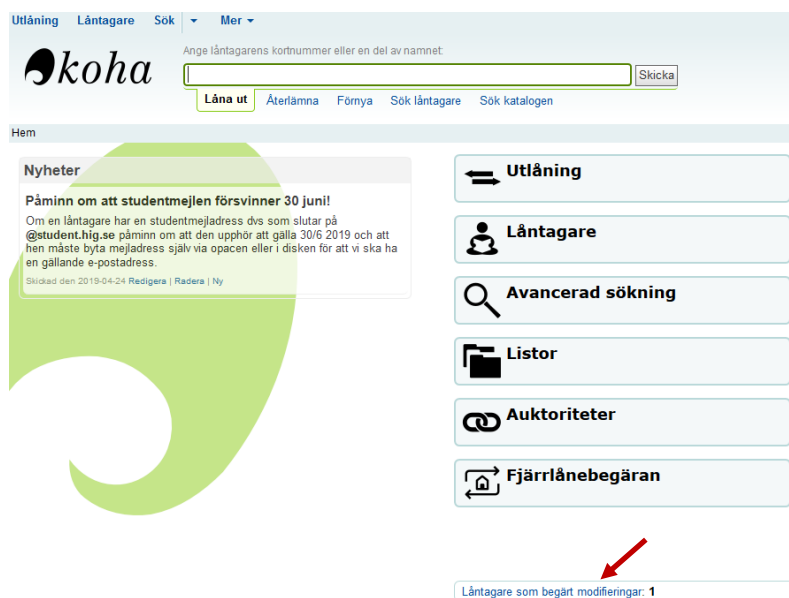 Utlåning Låntagare Sök Mer
koha
Ange låntagarens kortnummer eller en del av namnet:
Skicka
Låna ut Återlämna Förnya Sök låntagare Sök katalogen
Hem
Nyheter
Påminn om att studentmejlen försvinner 30 juni!
Om en låntagare har en studentmejladress dvs som slutar på
@student.hig.se påminn om att den upphör att gälla 30/6 2019 och att
hen måste byta mejladress själv via opacen eller i disken för att vi ska ha
en gällande e-postadress.
Skickad den 2019-04-24 Redigera | Radera | Ny
Utlåning
Låntagare
Avancerad sökning
Listor
Auktoriteter
Fjärrlånebegäran
Låntagare som begärt modifieringar: 1